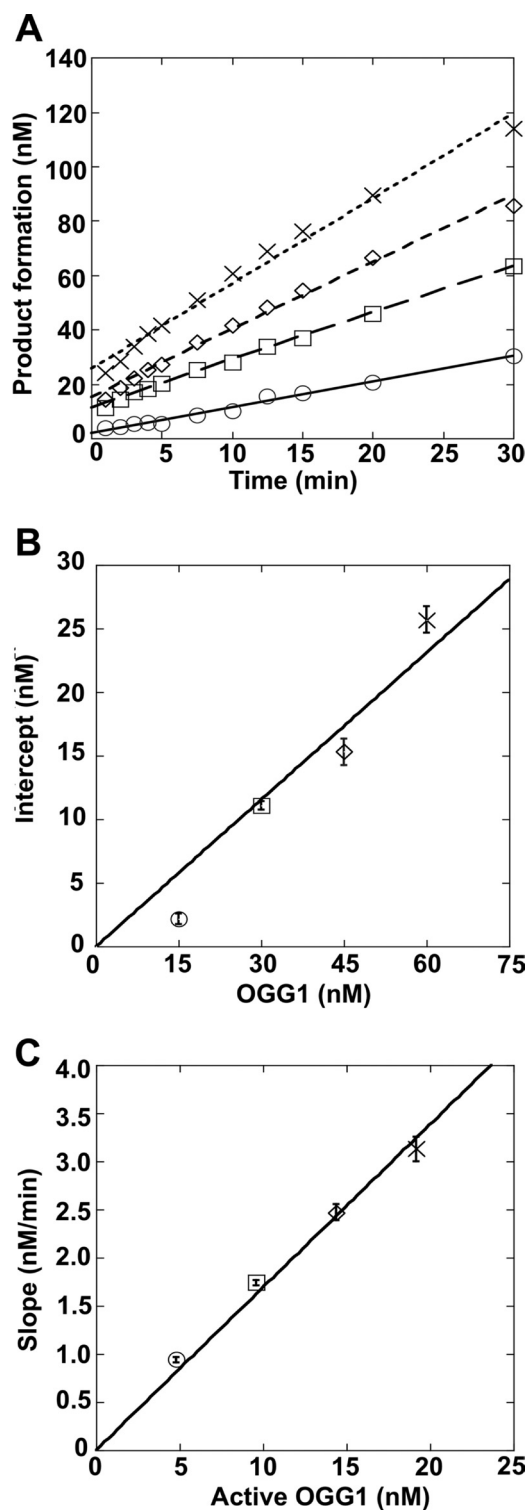 A
140
120
100
80
60
40
20
0
Product formation (nM)
0 5 10 15 20 25 30
Time (min)
B
30
25
20
15
10
5
0
Intercept (nM)
0 15 30 45 60 75
OGG1 (nM)
C
4.0
3.5
3.0
2.5
2.0
1.5
1.0
0.5
0
Slope (nM/min)
0 5 10 15 20 25
Active OGG1 (nM)